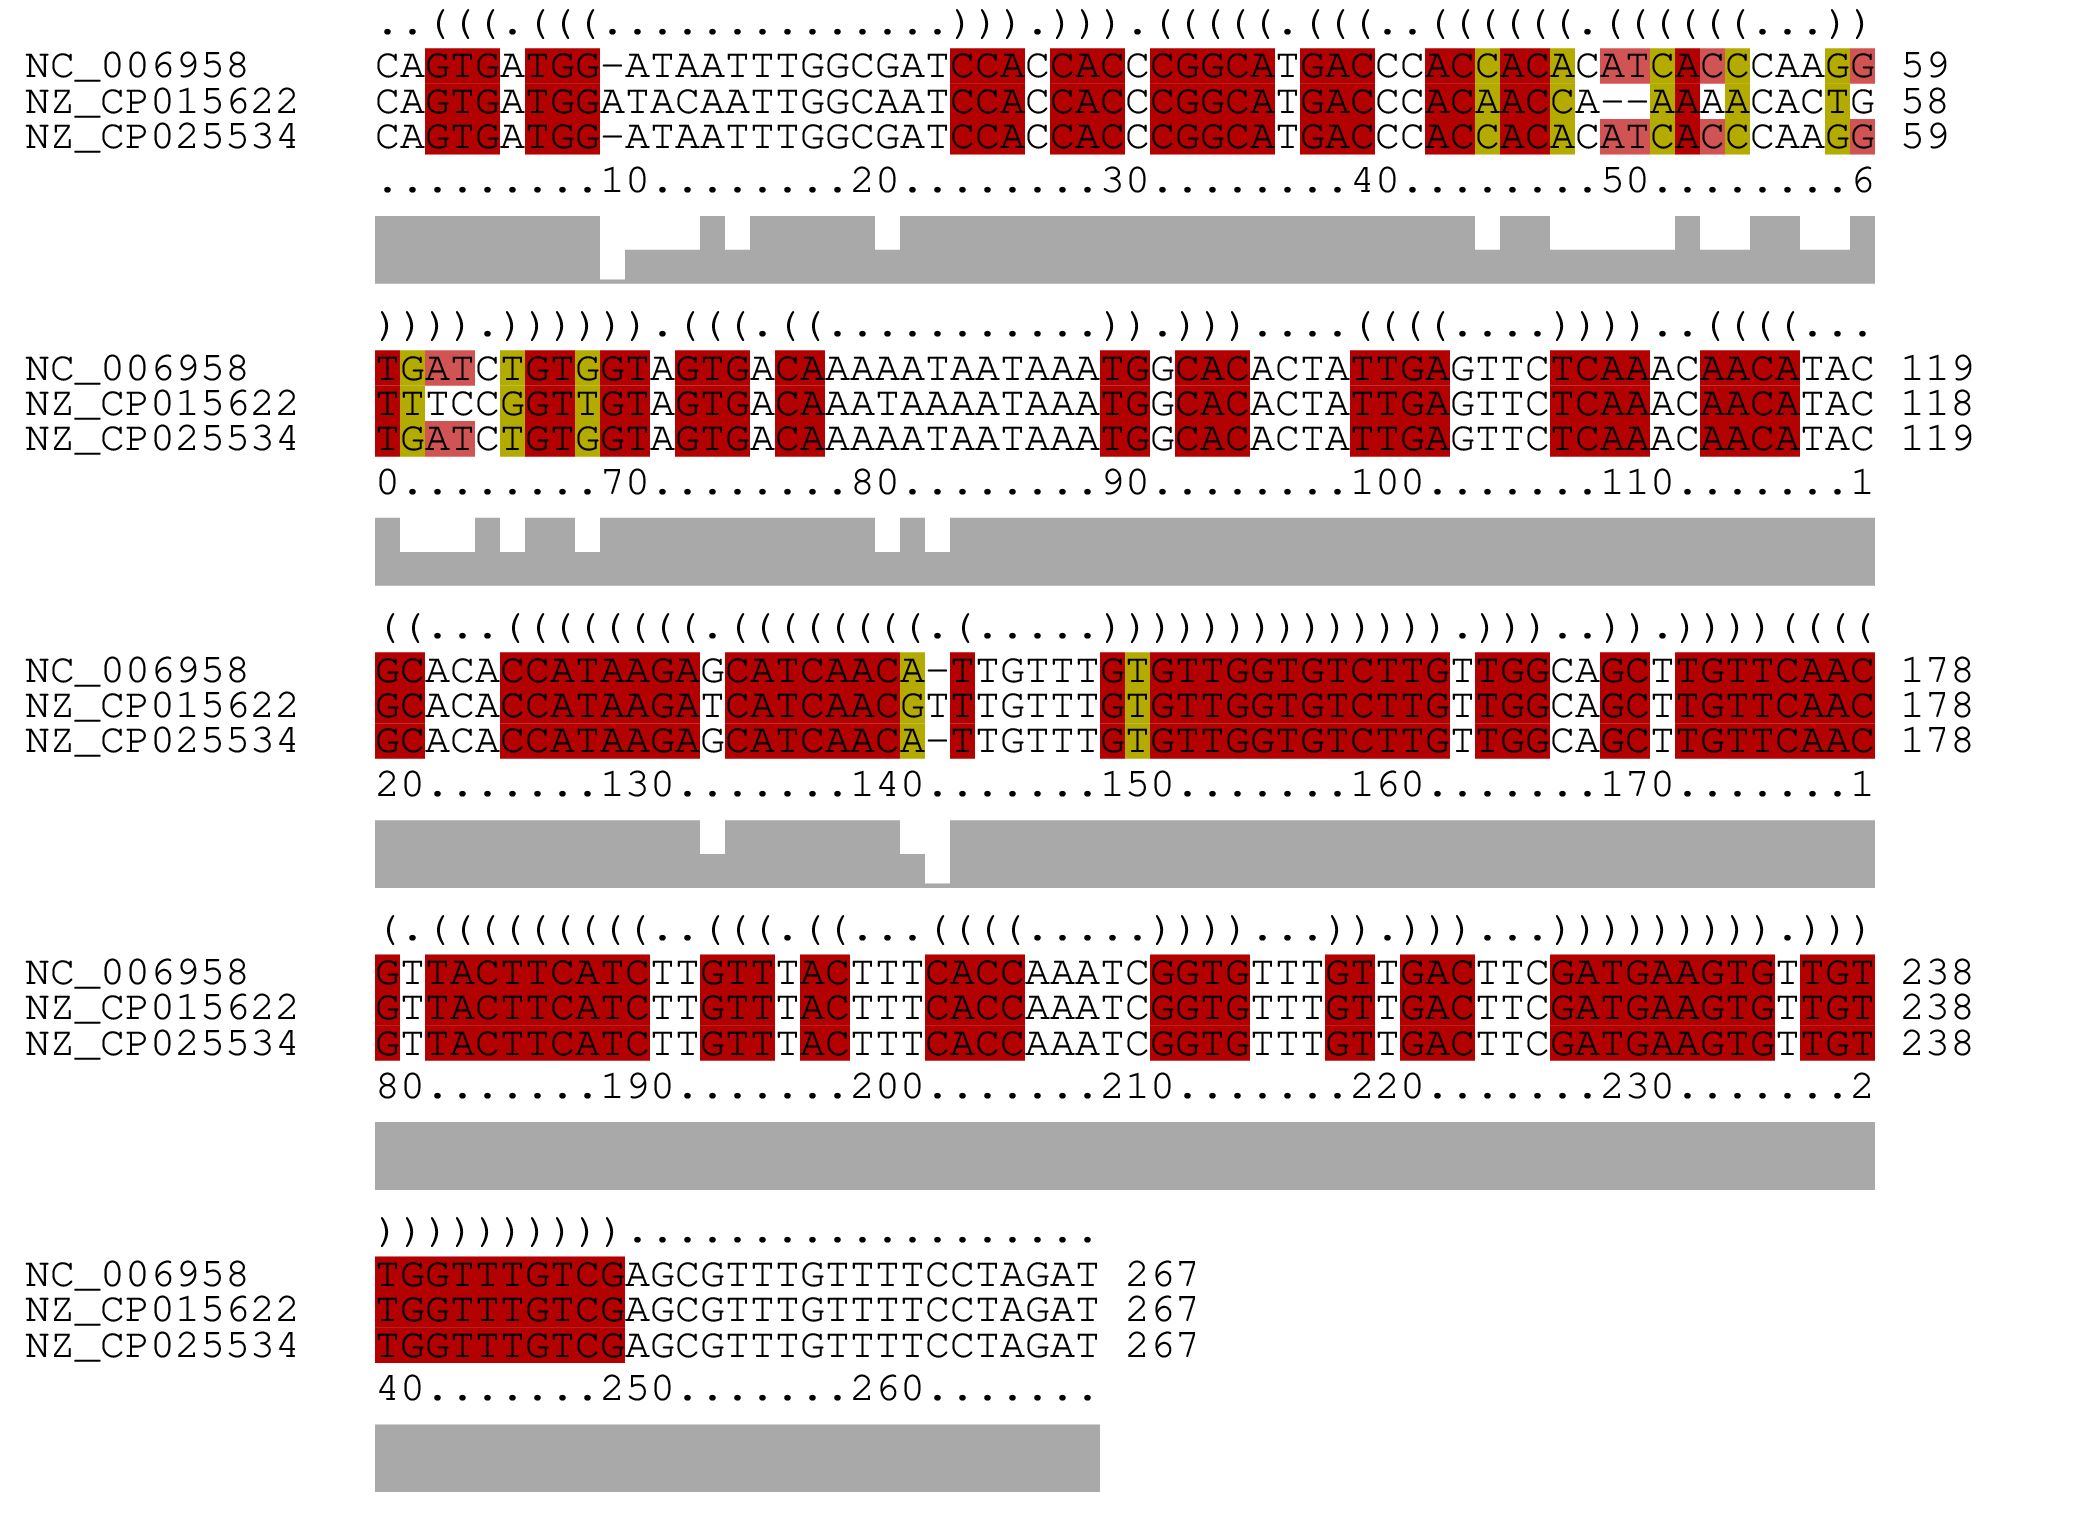 ..(((.(((..............))).))).(((((.(((..((((((.((((((...))
NC_006958 CAGTGATGG-ATAATTTGGCGATCCACCACCCGGCATGACCCACCACACATCACCCAAGG 59
NZ_CP015622 CAGTGATGGATACAATTGGCAATCCACCACCCGGCATGACCCACAACCA--AAAACACTG 58
NZ_CP025534 CAGTGATGG-ATAATTTGGCGATCCACCACCCGGCATGACCCACCACACATCACCCAAGG 59
.........10........20........30........40........50........6
)))).)))))).(((.((...........)).)))....((((....))))..((((...
NC_006958 TGATCTGTGGTAGTGACAAAAATAATAAATGGCACACTATTGAGTTCTCAAACAACATAC 119
NZ_CP015622 TTTCCGGTTGTAGTGACAAATAAAATAAATGGCACACTATTGAGTTCTCAAACAACATAC 118
NZ_CP025534 TGATCTGTGGTAGTGACAAAAATAATAAATGGCACACTATTGAGTTCTCAAACAACATAC 119
0........70........80........90........100.......110.......1
((...((((((((.((((((((.(.....)))))))))))))).)))..)).))))((((
NC_006958 GCACACCATAAGAGCATCAACA-TTGTTTGTGTTGGTGTCTTGTTGGCAGCTTGTTCAAC 178
NZ_CP015622 GCACACCATAAGATCATCAACGTTTGTTTGTGTTGGTGTCTTGTTGGCAGCTTGTTCAAC 178
NZ_CP025534 GCACACCATAAGAGCATCAACA-TTGTTTGTGTTGGTGTCTTGTTGGCAGCTTGTTCAAC 178
20.......130.......140.......150.......160.......170.......1
(.(((((((((..(((.((...((((.....))))...)).)))...))))))))).)))
NC_006958 GTTACTTCATCTTGTTTACTTTCACCAAATCGGTGTTTGTTGACTTCGATGAAGTGTTGT 238
NZ_CP015622 GTTACTTCATCTTGTTTACTTTCACCAAATCGGTGTTTGTTGACTTCGATGAAGTGTTGT 238
NZ_CP025534 GTTACTTCATCTTGTTTACTTTCACCAAATCGGTGTTTGTTGACTTCGATGAAGTGTTGT 238
80.......190.......200.......210.......220.......230.......2
))))))))))...................
NC_006958 TGGTTTGTCGAGCGTTTGTTTTCCTAGAT 267
NZ_CP015622 TGGTTTGTCGAGCGTTTGTTTTCCTAGAT 267
NZ_CP025534 TGGTTTGTCGAGCGTTTGTTTTCCTAGAT 267
40.......250.......260.......